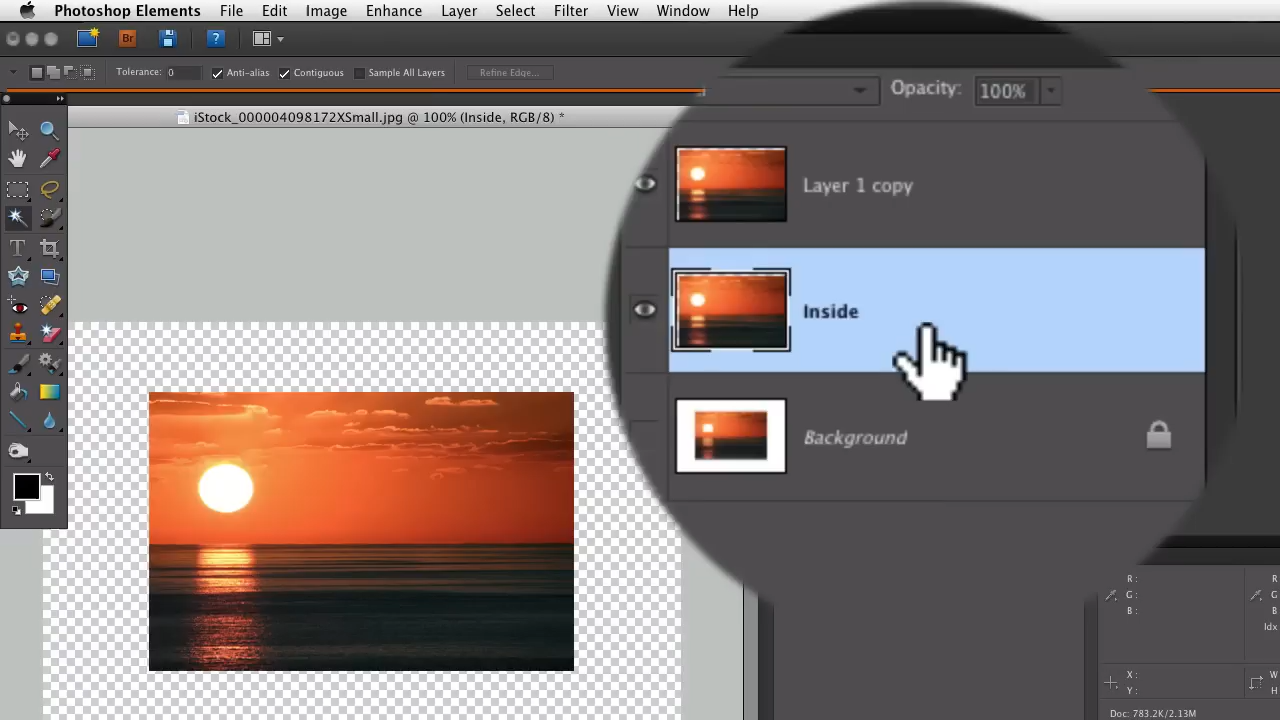 Photoshop Elements File Edit Image Enhance Layer Select Filter View Window Help
Br ?
Tolerance: 0 Anti-alias Contiguous Sample All Layers Refine Edge...
Opacity: 100%
iStock_000004098172XSmall.jpg @ 100% (Inside, RGB/8) *
Layer 1 copy
Inside
Background
T
R : R
G : G
B : B
Idx
X : W
Y : H
Doc: 783.2K/2.13M